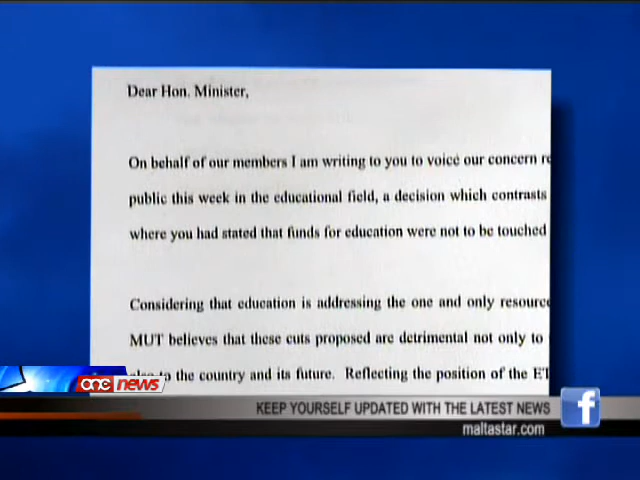 Dear Hon. Minister,
On behalf of our members I am writing to you to voice our concern re
public this week in the educational field, a decision which contrasts
where you had stated that funds for education were not to be touched
Considering that education is addressing the one and only resource
MUT believes that these cuts proposed are detrimental not only to
also to the country and its future. Reflecting the position of the ET
one news
KEEP YOURSELF UPDATED WITH THE LATEST NEWS
f
maltastar.com